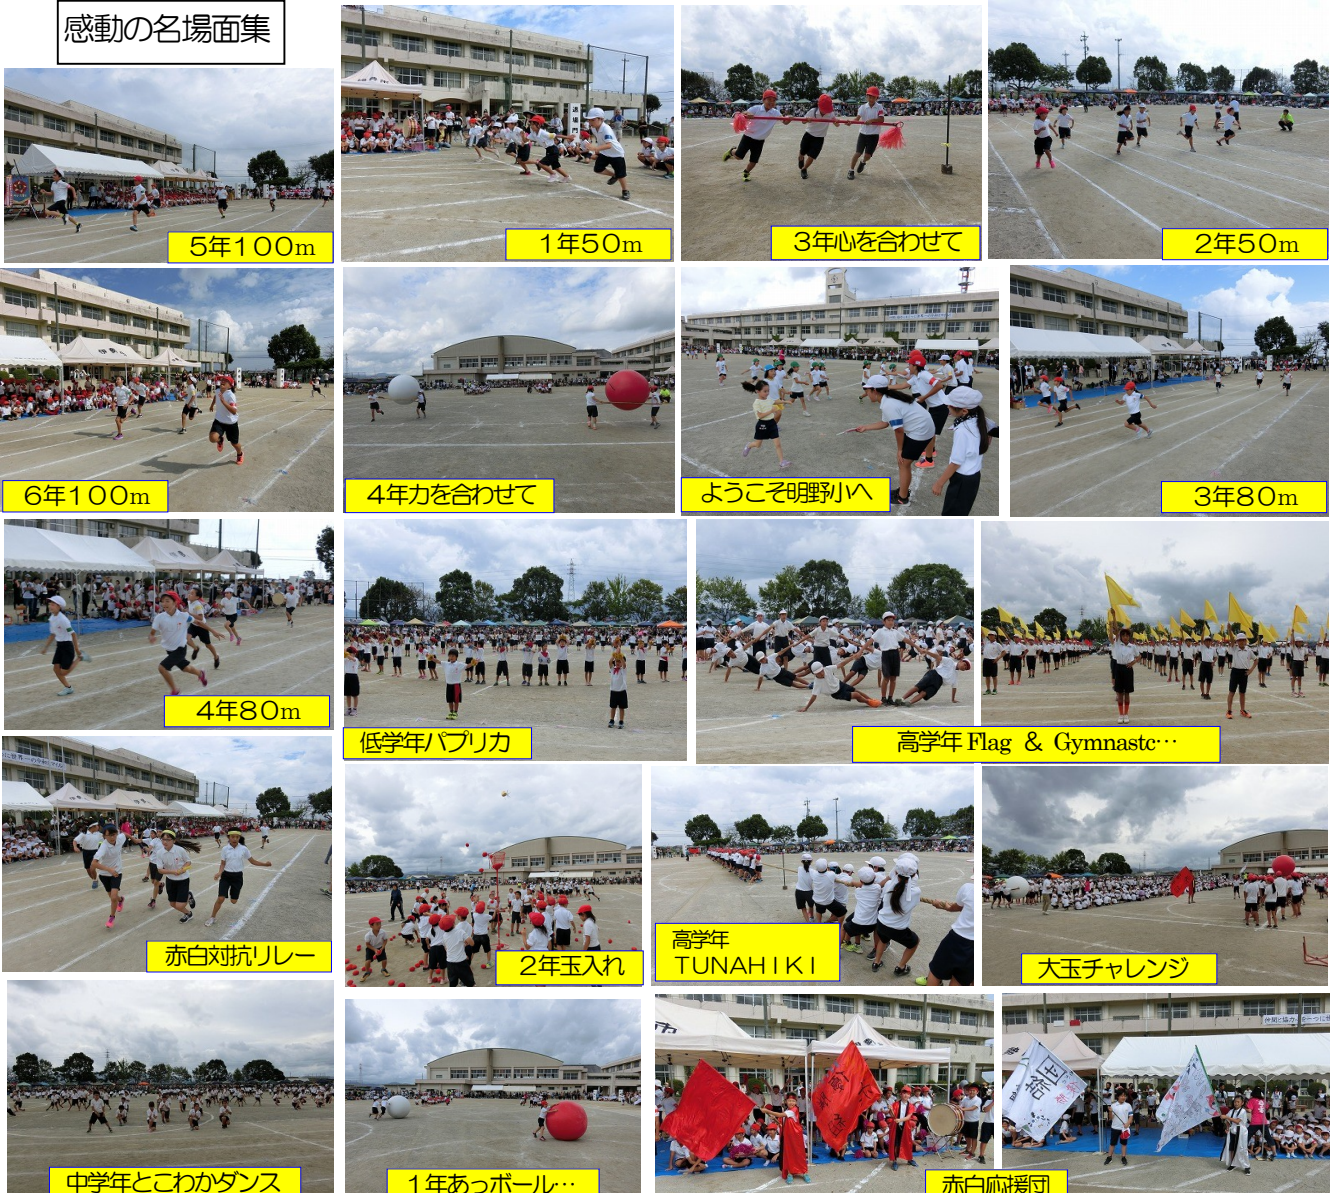 感動の名場面集
5年100m
1年50m
3年心を合わせて
2年50m
6年100m
4年力を合わせて
ようこそ明野小へ
3年80m
4年80m
低学年パプリカ
高学年 Flag & Gymnastc…
赤白対抗リレー
2年玉入れ
高学年
TUNAHIKI
大玉チャレンジ
中学年とこわかダンス
1年あっボール…
赤白応援団